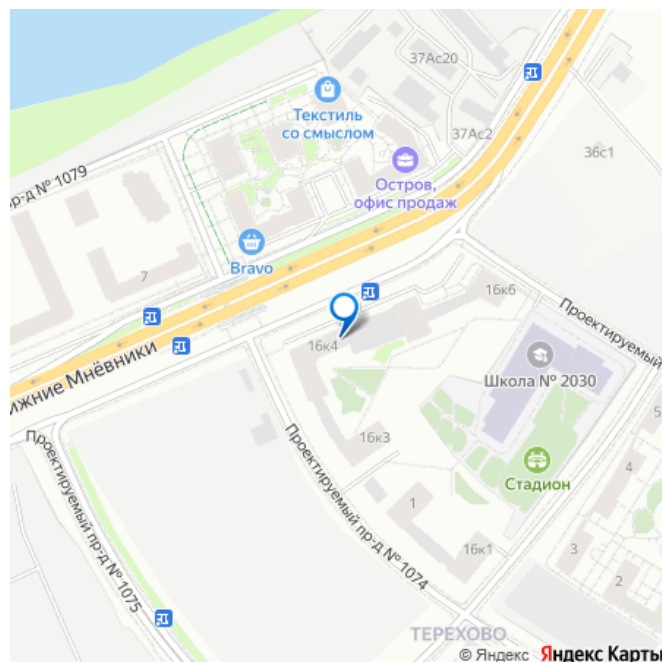 37Ас20
Текстиль
со смыслом
37Ас2
36с1
Остров,
офис продаж
р-д № 1079
Bravo
7
16к6
Проектируемый
16к4
Школа № 2030
ижние Мнёвники
5
16к3
Проектируемый пр-д № 1075
Проектируемый пр-д № 1074
Стадион
4
1
16к1
3
2
ТЕРЕХОВО
© Яндекс Яндекс Карты